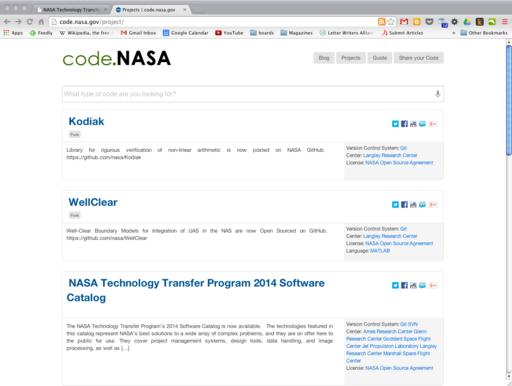 NASA Technology Transfer
Projects | code.nasa.gov
code.nasa.gov/project/
Apps Feedly Wikipedia, the free Gmail Inbox Google Calendar YouTube boards Magazines Letter Writers Allian Submit Articles » Other Bookmarks
code.NASA
Blog Projects Guide Share your Code
What type of code are you looking for?
Kodiak
Library for rigurous verification of non-linear arithmetic is now posted on NASA GitHub.
https://github.com/nasa/Kodiak
Version Control System: Git
Center: Langley Research Center
License: NASA Open Source Agreement
WellClear
Well-Clear Boundary Models for Integration of UAS in the NAS are now Open Sourced on GitHub.
https://github.com/nasa/WellClear
Version Control System: Git
Center: Langley Research Center
License: NASA Open Source Agreement
Language: MATLAB
NASA Technology Transfer Program 2014 Software
Catalog
The NASA Technology Transfer Program's 2014 Software Catalog is now available. The technologies featured in
this catalog represent NASA's best solutions to a wide array of complex problems, and they are on offer here to
the public for use. They cover project management systems, design tools, data handling, and image
processing, as well as [...]
Version Control System: Git SVN
Center: Ames Research Center Glenn
Research Center Goddard Space Flight
Center Jet Propulsion Laboratory Langley
Research Center Marshall Space Flight
Center
License: NASA Open Source Agreement